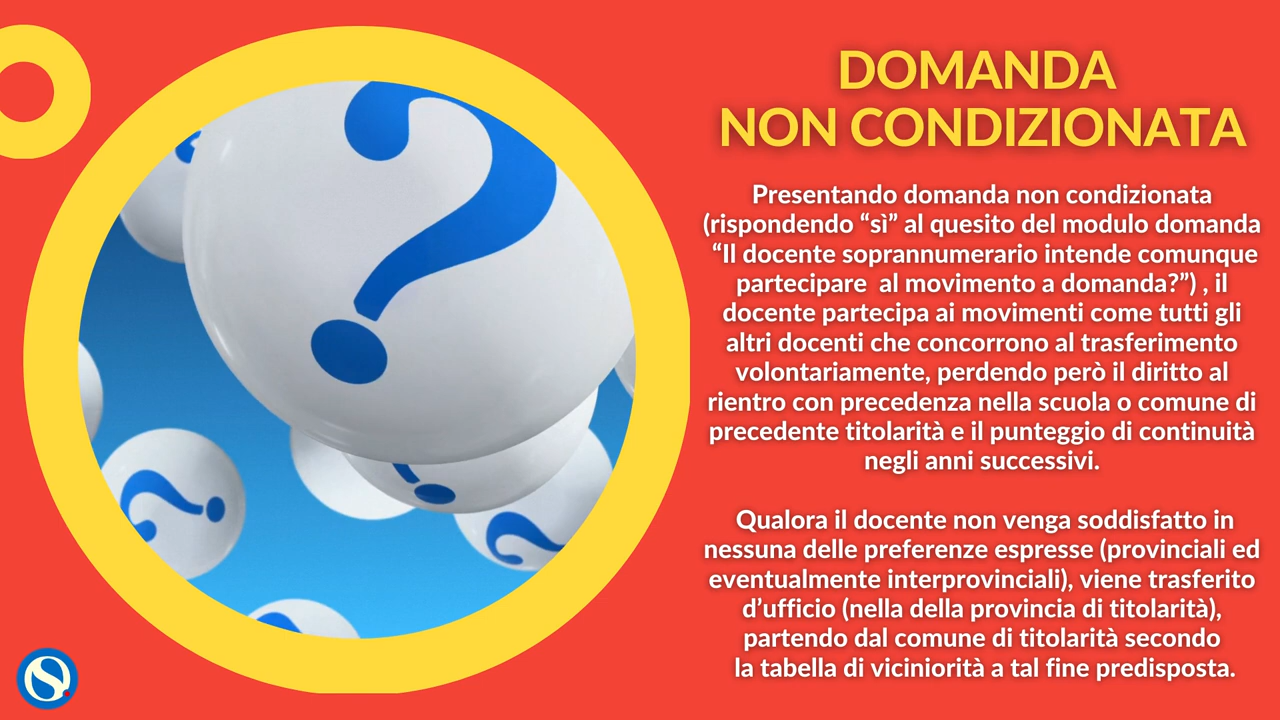 DOMANDA
NON CONDIZIONATA
Presentando domanda non condizionata
(rispondendo “sì” al quesito del modulo domanda
“Il docente soprannumerario intende comunque
partecipare  al movimento a domanda?”) , il
docente partecipa ai movimenti come tutti gli
altri docenti che concorrono al trasferimento
volontariamente, perdendo però il diritto al
rientro con precedenza nella scuola o comune di
precedente titolarità e il punteggio di continuità
negli anni successivi.
Qualora il docente non venga soddisfatto in
nessuna delle preferenze espresse (provinciali ed
eventualmente interprovinciali), viene trasferito
d’ufficio (nella della provincia di titolarità),
partendo dal comune di titolarità secondo
la tabella di viciniorità a tal fine predisposta.